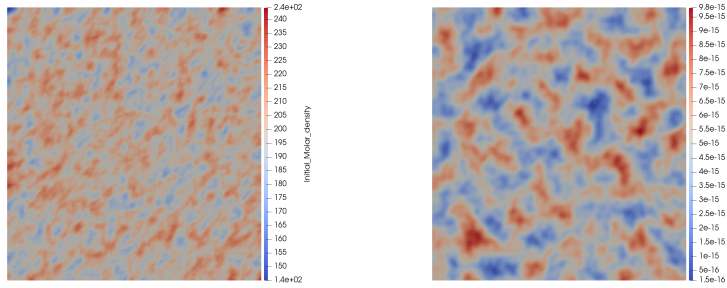 2.4e+02
240
235
230
225
220
215
210
205
200
195
190
185
180
175
170
165
160
155
150
1.4e+02
Initial_Molar_density
9.8e-15
9.5e-15
9e-15
8.5e-15
8e-15
7.5e-15
7e-15
6.5e-15
6e-15
5.5e-15
5e-15
4.5e-15
4e-15
3.5e-15
3e-15
2.5e-15
2e-15
1.5e-15
1e-15
5e-16
1.5e-16